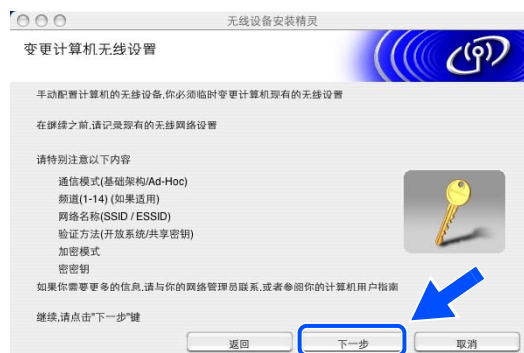 无线设备安装精灵
变更计算机无线设置
手动配置计算机的无线设备,你必须临时变更计算机现有的无线设置
在继续之前,请记录现有的无线网络设置
请特别注意以下内容
通信模式(基础架构/Ad-Hoc)
频道(1-14) (如果适用)
网络名称(SSID / ESSID)
验证方法(开放系统/共享密钥)
加密模式
密密钥
如果你需要更多的信息,请与你的网络管理员联系,或者参阅你的计算机用户指南
继续,请点击"下一步"键
返回
下一步
取消